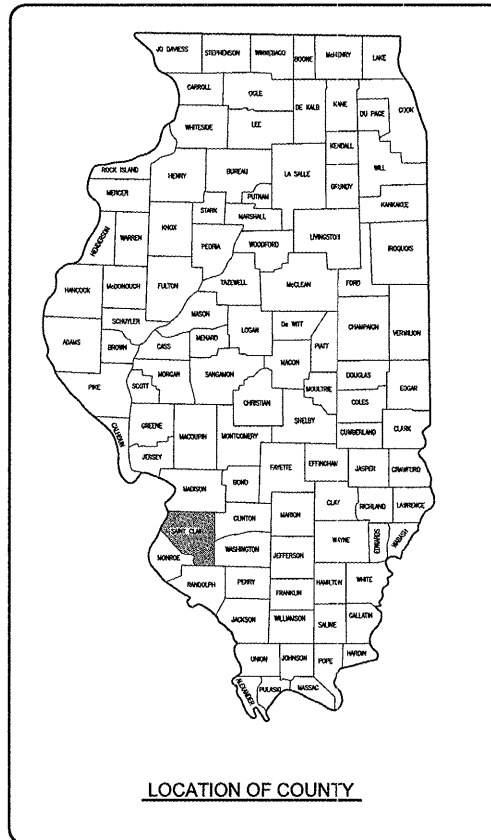 JO DAVIESS
STEPHENSON
WINNEBAGO
BOONE
McHENRY
LAKE
CARROLL
OGLE
DE KALB
KANE
DU PAGE
COOK
WHITESIDE
LEE
KENDALL
WILL
ROCK ISLAND
HENRY
BUREAU
LA SALLE
GRUNDY
MERCER
PUTNAM
KANKAKEE
STARK
MARSHALL
HENDERSON
WARREN
KNOX
PEORIA
WOODFORD
LIVINGSTON
IROQUOIS
HANCOCK
McDONOUGH
FULTON
TAZEWELL
McCLEAN
FORD
SCHUYLER
MASON
LOGAN
De WITT
CHAMPAIGN
VERMILION
ADAMS
BROWN
CASS
MENARD
PIATT
MACON
PIKE
SCOTT
MORGAN
SANGAMON
MOULTRIE
DOUGLAS
EDGAR
CHRISTIAN
COLES
SHELBY
CALHOUN
GREENE
MACOUPIN
MONTGOMERY
CUMBERLAND
CLARK
JERSEY
FAYETTE
EFFINGHAM
JASPER
CRAWFORD
MADISON
BOND
CLAY
RICHLAND
LAWRENCE
SAINT CLAIR
CLINTON
MARION
WAYNE
EDWARDS
WABASH
MONROE
WASHINGTON
JEFFERSON
RANDOLPH
PERRY
FRANKLIN
HAMILTON
WHITE
JACKSON
WILLIAMSON
SALINE
GALLATIN
UNION
JOHNSON
POPE
HARDIN
ALEXANDER
PULASKI
MASSAC
LOCATION OF COUNTY